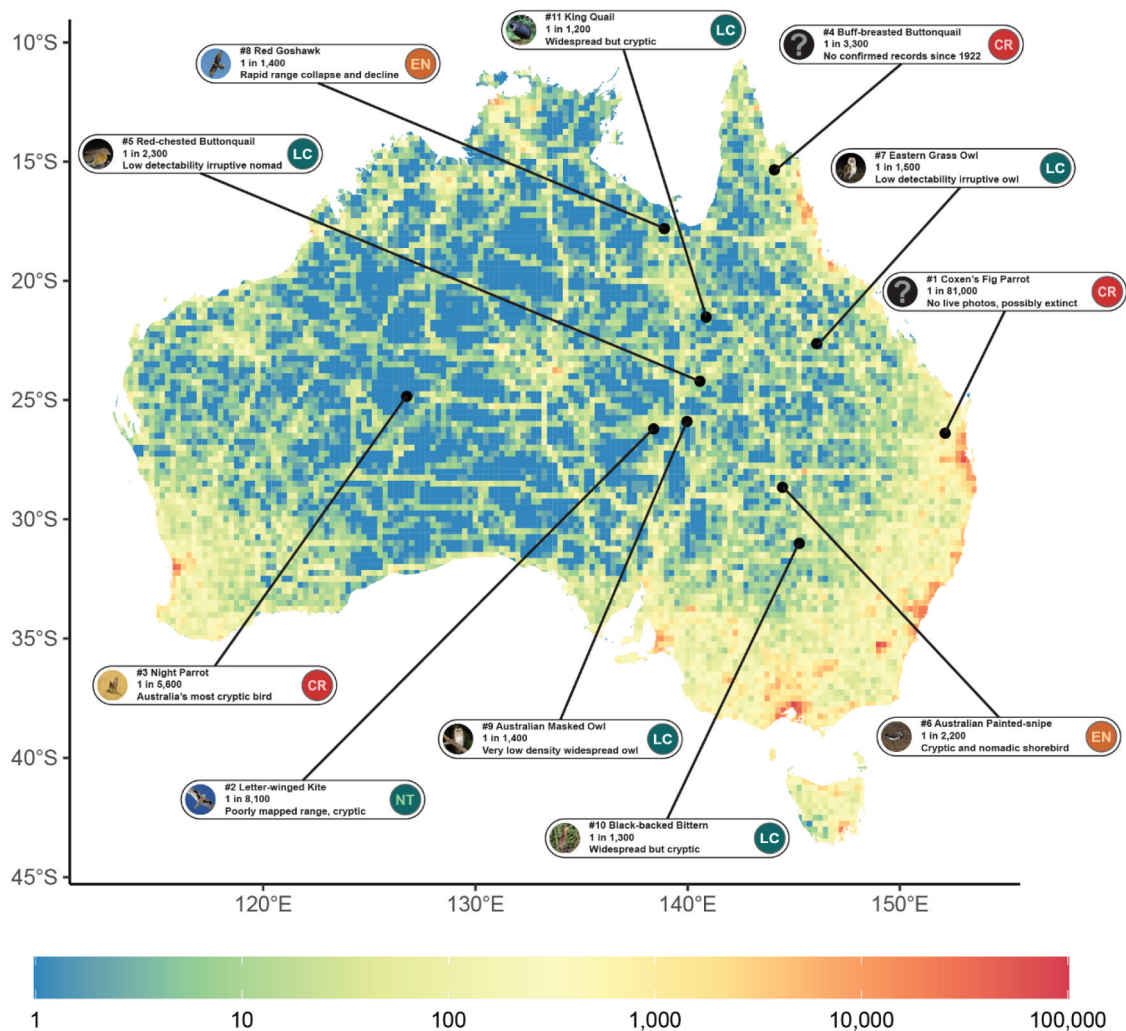 10°S
15°S
20°S
25°S
30°S
35°S
40°S
45°S
#11 King Quail
1 in 1,200
Widespread but cryptic
LC
#4 Buff-breasted Buttonquail
1 in 3,300
No confirmed records since 1922
CR
?
#8 Red Goshawk
1 in 1,400
Rapid range collapse and decline
EN
#5 Red-chested Buttonquail
1 in 2,300
Low detectability irruptive nomad
LC
#7 Eastern Grass Owl
1 in 1,500
Low detectability irruptive owl
LC
#1 Coxen's Fig Parrot
1 in 81,000
No live photos, possibly extinct
CR
?
#3 Night Parrot
1 in 5,600
Australia's most cryptic bird
CR
#9 Australian Masked Owl
1 in 1,400
Very low density widespread owl
LC
#6 Australian Painted-snipe
1 in 2,200
Cryptic and nomadic shorebird
EN
#2 Letter-winged Kite
1 in 8,100
Poorly mapped range, cryptic
NT
#10 Black-backed Bittern
1 in 1,300
Widespread but cryptic
LC
120°E 130°E 140°E 150°E
1 10 100 1,000 10,000 100,000